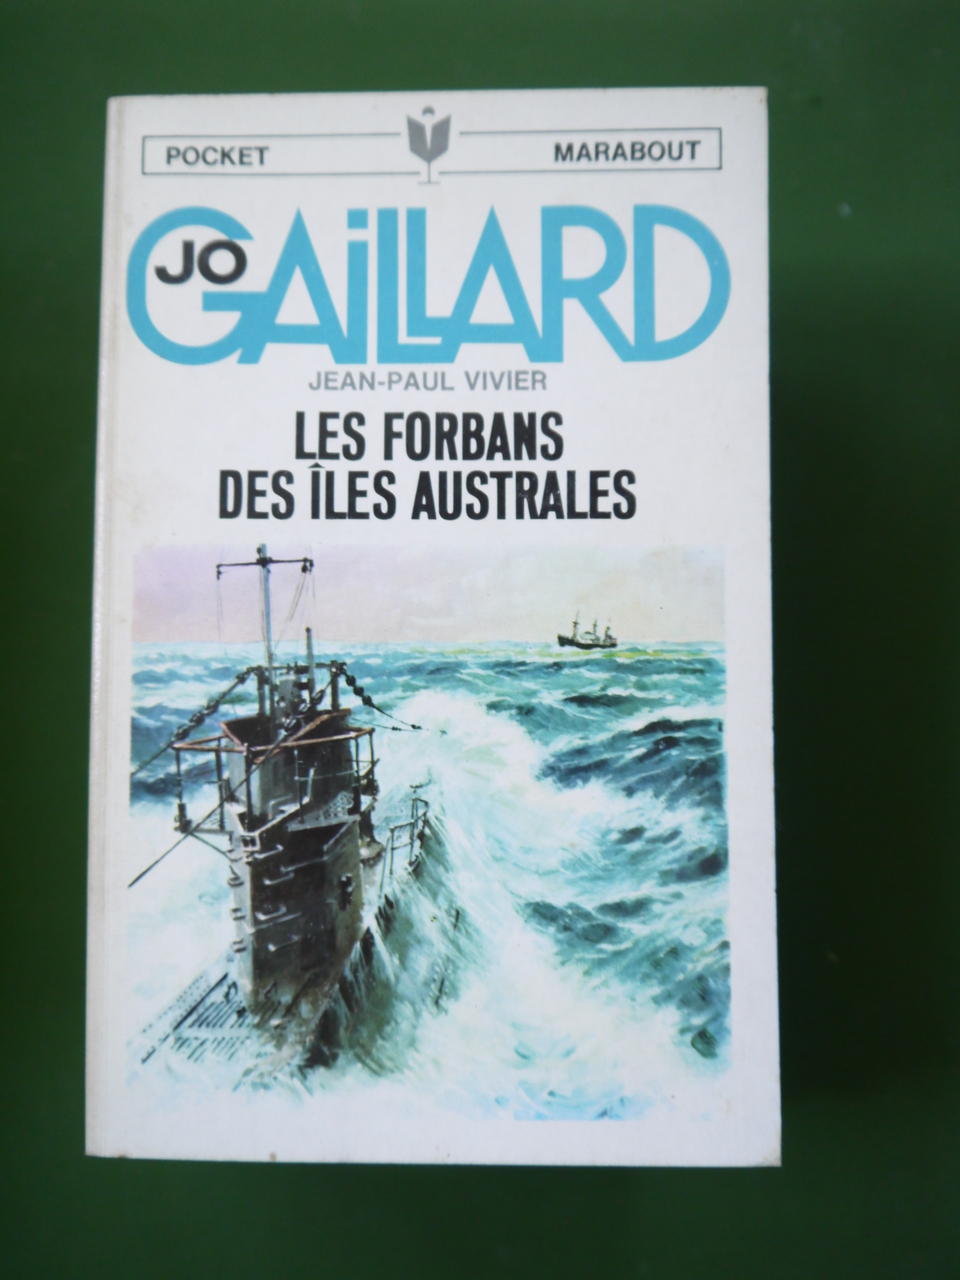 POCKET MARABOUT
JO GAiLLARD
JEAN-PAUL VIVIER
LES FORBANS
DES ÎLES AUSTRALES